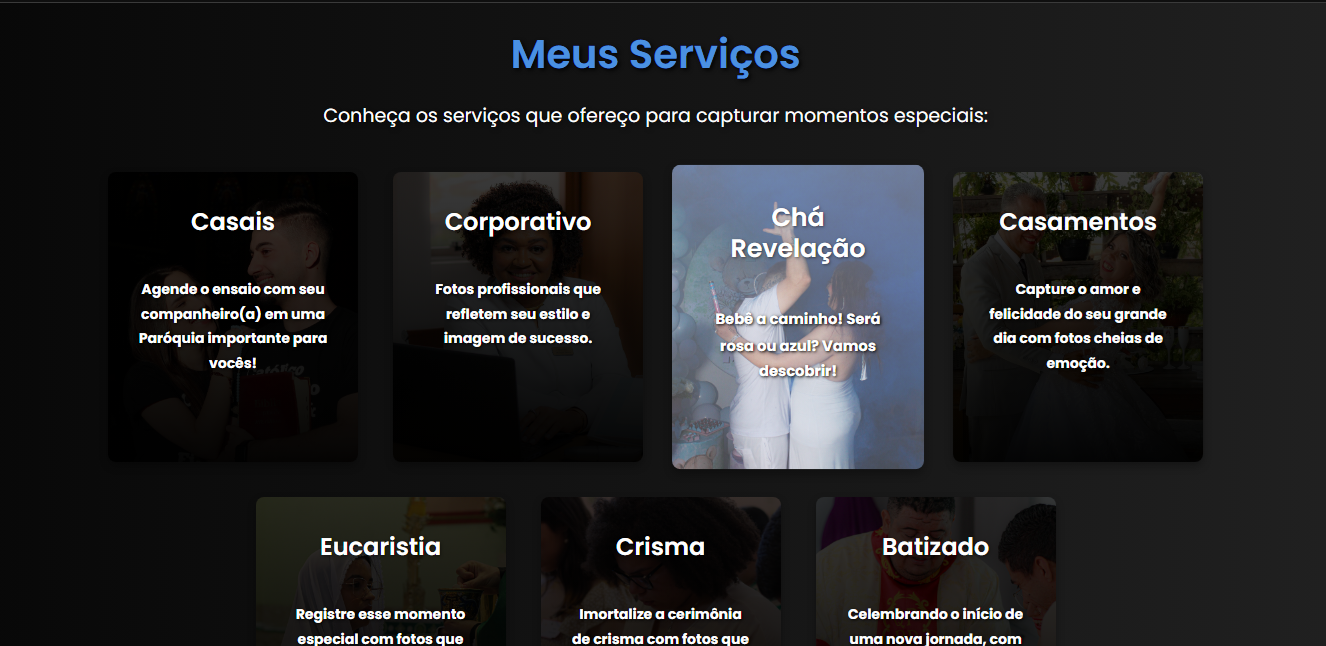 Meus Serviços
Conheça os serviços que ofereço para capturar momentos especiais:
Casais
Agende o ensaio com seu
companheiro(a) em uma
Paróquia importante para
vocês!
Corporativo
Fotos profissionais que
refletem seu estilo e
imagem de sucesso.
Chá
Revelação
Bebê a caminho! Será
rosa ou azul? Vamos
descobrir!
Casamentos
Capture o amor e
felicidade do seu grande
dia com fotos cheias de
emoção.
Eucaristia
Registre esse momento
especial com fotos que
Crisma
Imortalize a cerimônia
de crisma com fotos que
Batizado
Celembrando o início de
uma nova jornada, com